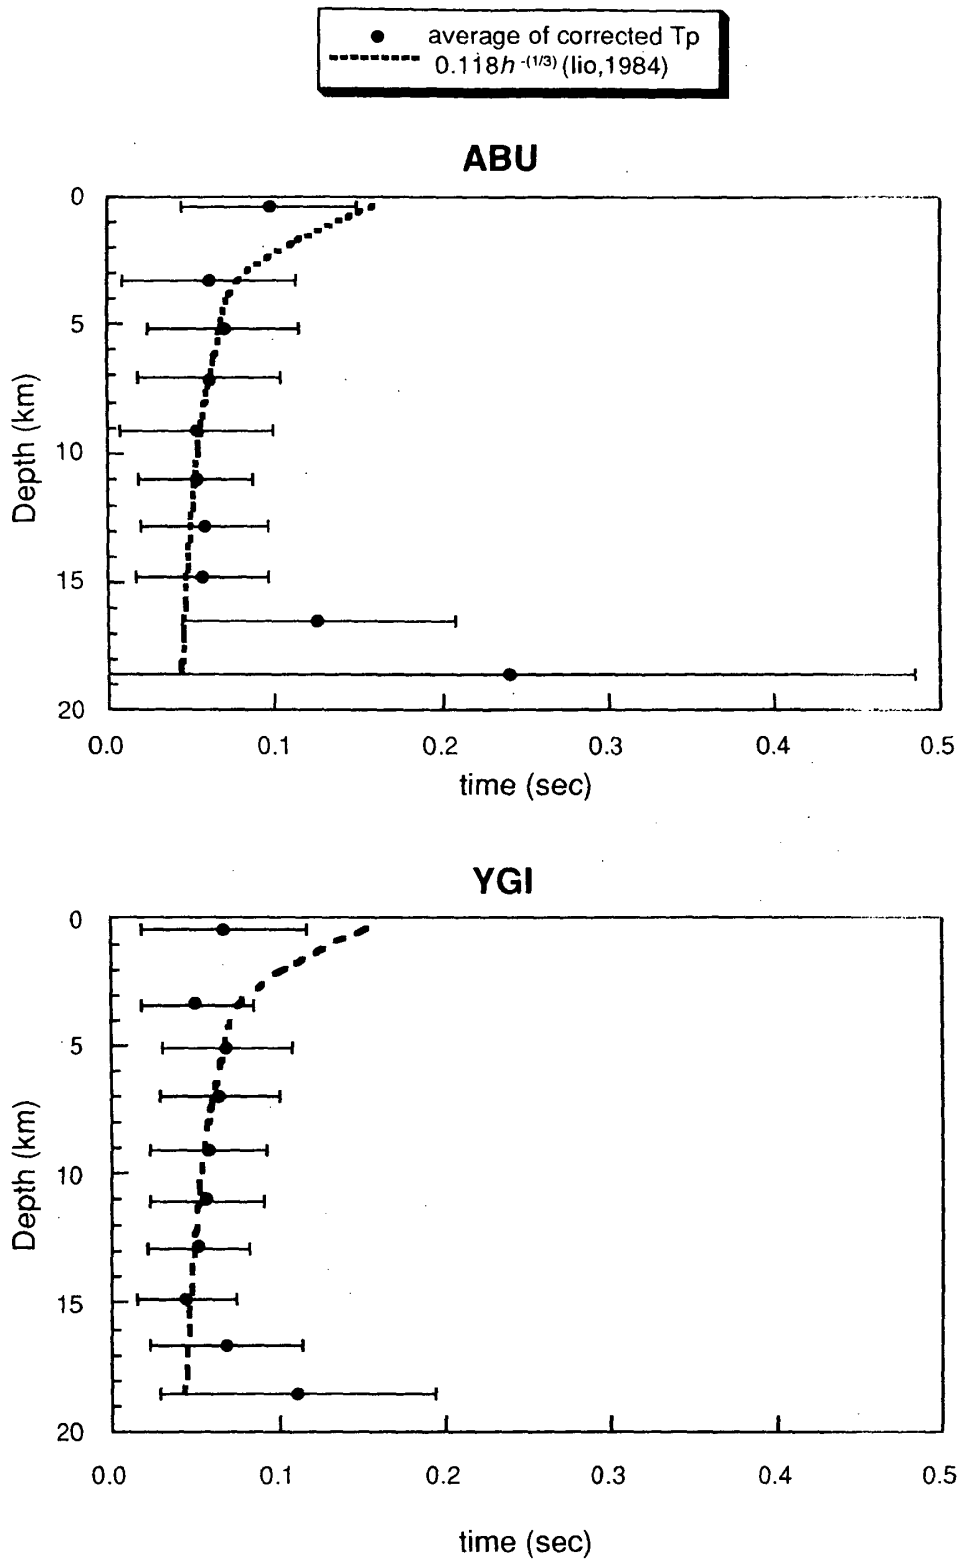 average of corrected Tp
0.118h -(1/3) (Iio,1984)
ABU
0
5
10
15
20
Depth (km)
0.0 0.1 0.2 0.3 0.4 0.5
time (sec)
YGI
0
5
10
15
20
Depth (km)
0.0 0.1 0.2 0.3 0.4 0.5
time (sec)